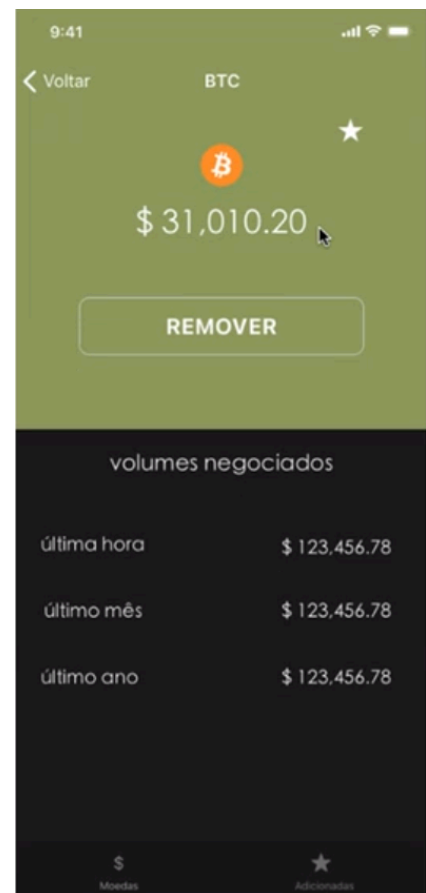 9:41
Voltar BTC
$ 31,010.20
REMOVER
volumes negociados
última hora $ 123,456.78
último mês $ 123,456.78
último ano $ 123,456.78
$
Moedas Adicionadas